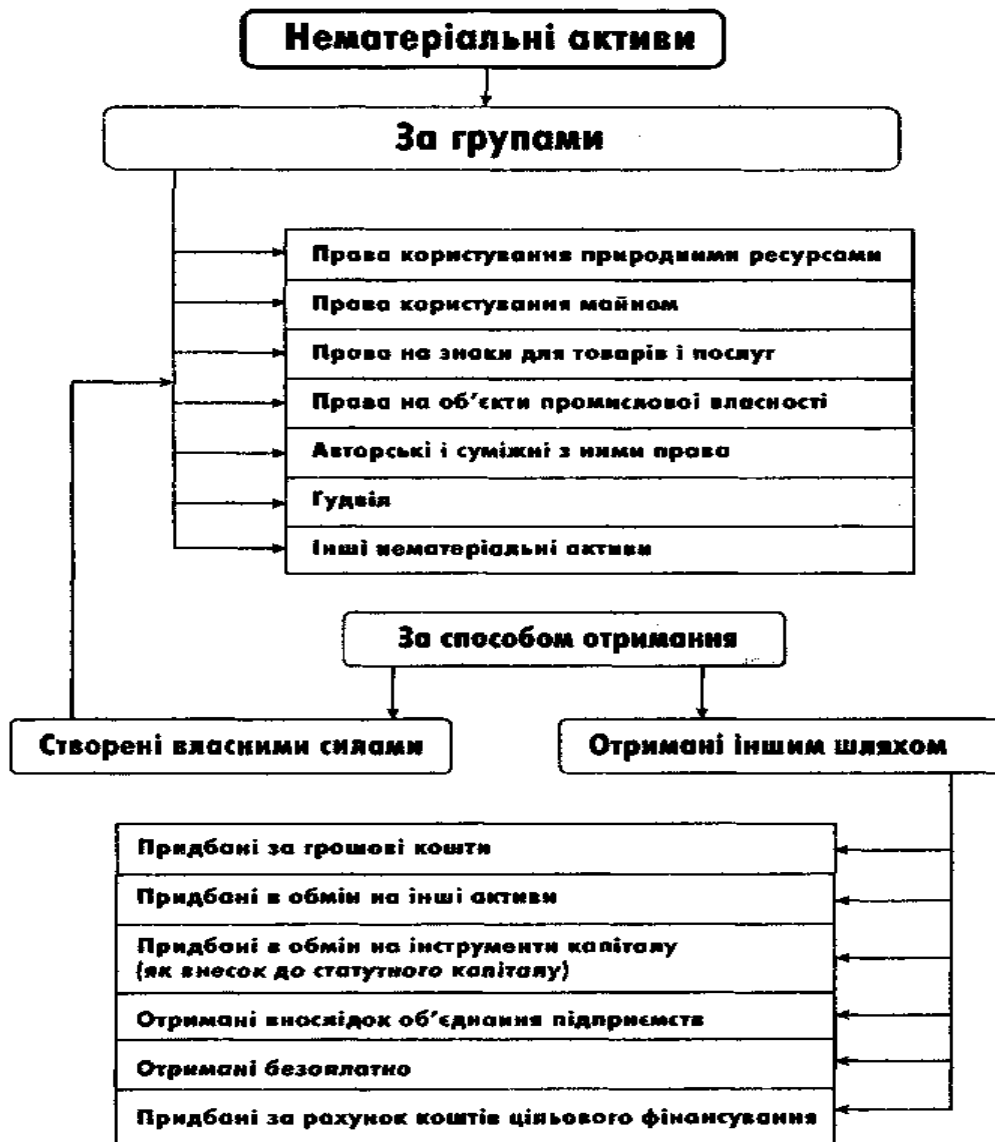 Нематеріальні активи
За групами
Права користування природними ресурсами
Права користування майном
Права на знаки для товарів і послуг
Права на об'єкти промислової власності
Авторські і суміжні з ними права
Гудвіл
Інші нематеріальні активи
За способом отримання
Створені власними силами
Отримані іншим шляхом
Придбані за грошові кошти
Придбані в обмін на інші активи
Придбані в обмін на інструменти капіталу
(як внесок до статутного капіталу)
Отримані внаслідок об'єднання підприємств
Отримані безоплатно
Придбані за рахунок коштів цільового фінансування